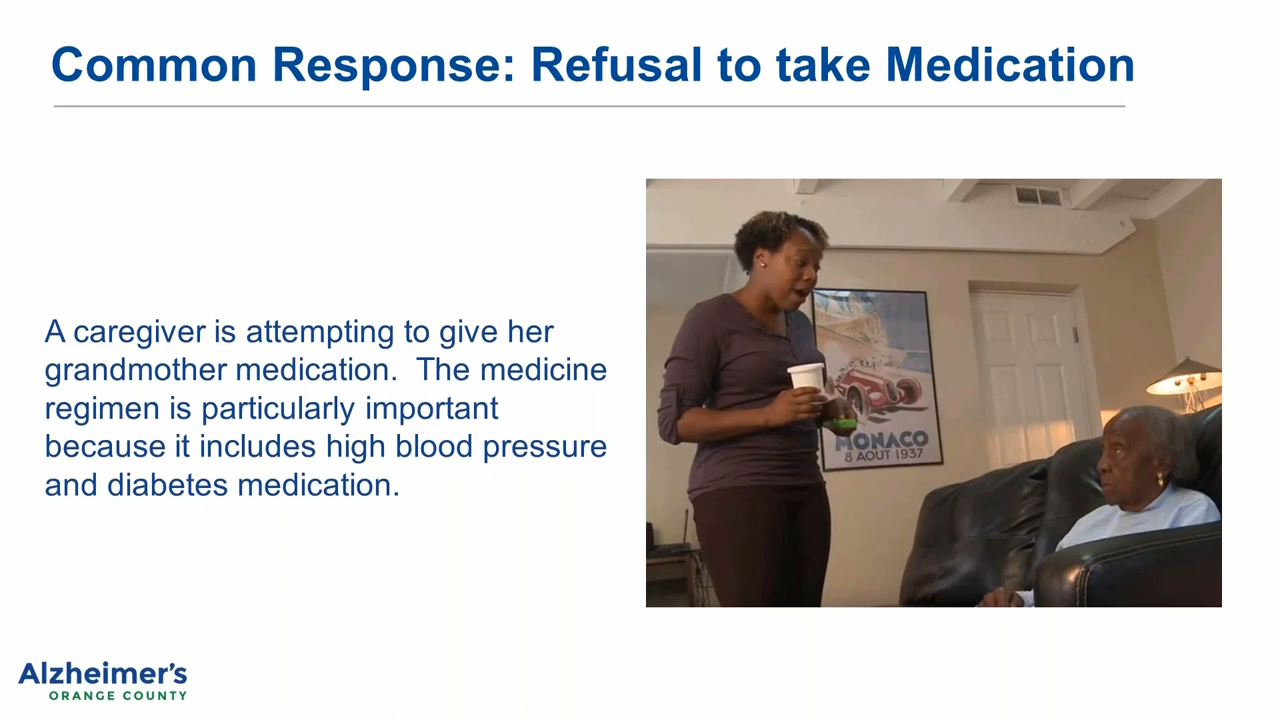 Common Response: Refusal to take Medication
A caregiver is attempting to give her
grandmother medication.  The medicine
regimen is particularly important
because it includes high blood pressure
and diabetes medication.
MONACO
8 AOUT 1937
Alzheimer's
ORANGE COUNTY